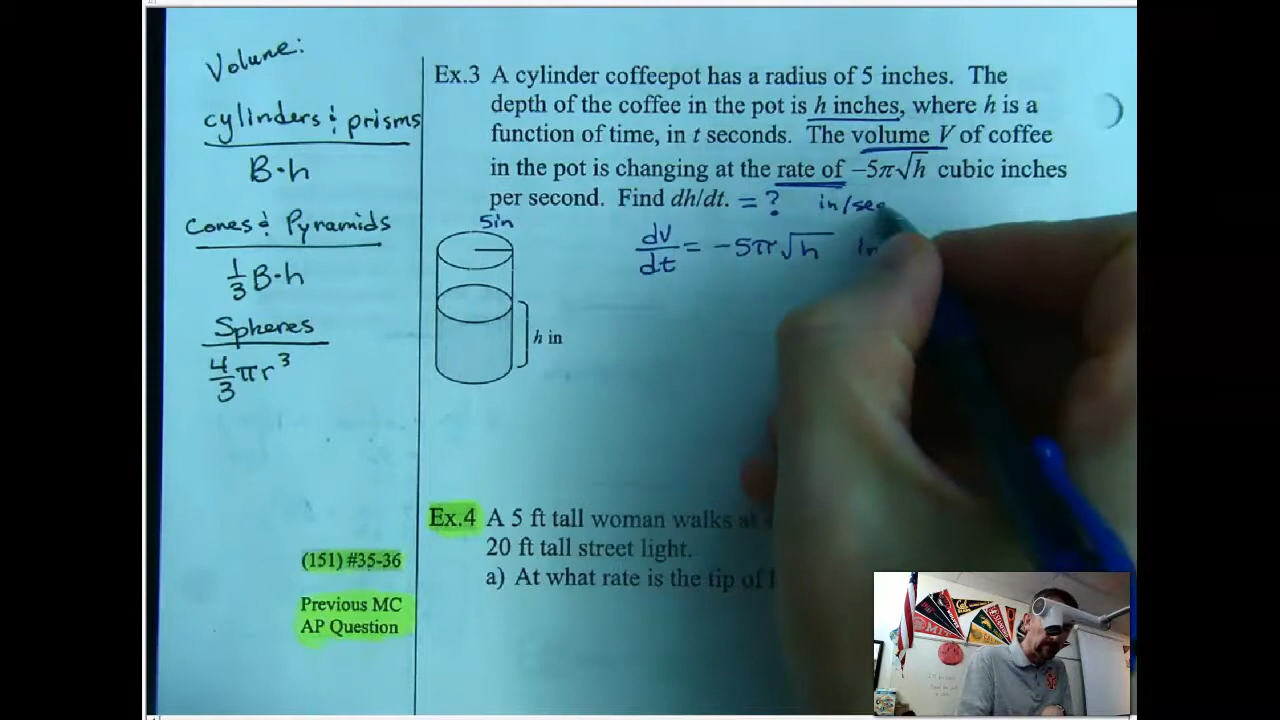 Volume:
cylinders & prisms
B·h
Cones & Pyramids
1/3 B·h
Spheres
4/3 πr³
(151) #35-36
Previous MC
AP Question
Ex.3 A cylinder coffeepot has a radius of 5 inches. The
depth of the coffee in the pot is h inches, where h is a
function of time, in t seconds. The volume V of coffee
in the pot is changing at the rate of −5π√h cubic inches
per second. Find dh/dt. = ? in/sec
5in
dV/dt = -5π√h in
h in
Ex.4 A 5 ft tall woman walks at
20 ft tall street light.
a) At what rate is the tip of